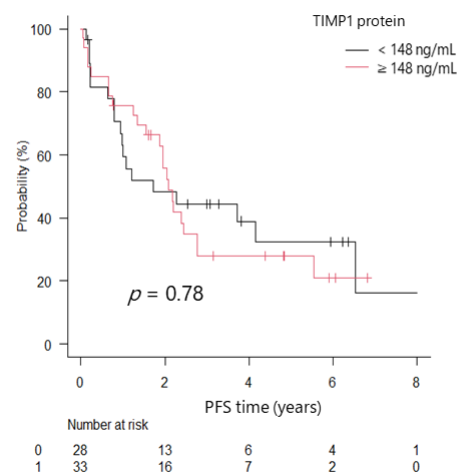 TIMP1 protein
< 148 ng/mL
≥ 148 ng/mL
100
80
60
40
20
0
Probability (%)
p = 0.78
0 2 4 6 8
PFS time (years)
Number at risk
0 28 13 6 4 1
1 33 16 7 2 0